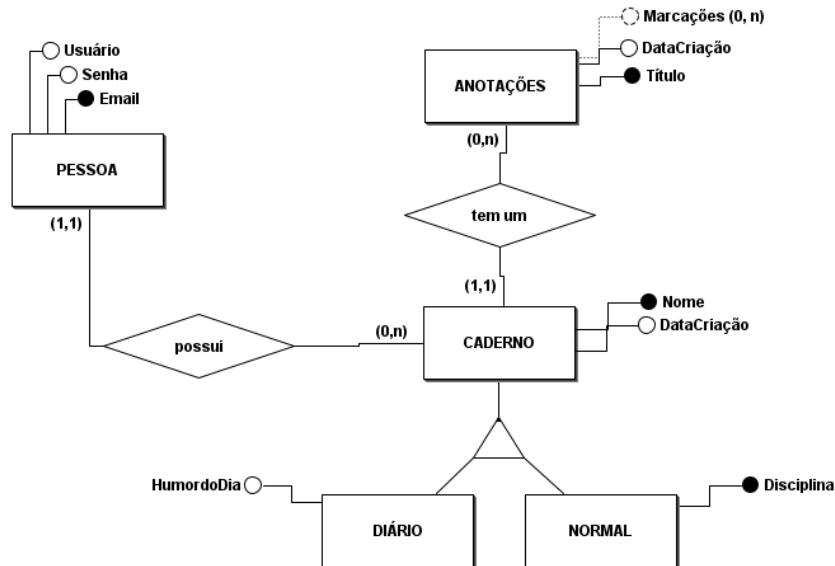 Marcações (0, n)
Usuário
DataCriação
Senha
Título
Email
ANOTAÇÕES
(0,n)
PESSOA
(1,1)
tem um
(1,1)
Nome
(0,n)
DataCriação
possui
CADERNO
HumordoDia
Disciplina
DIÁRIO
NORMAL